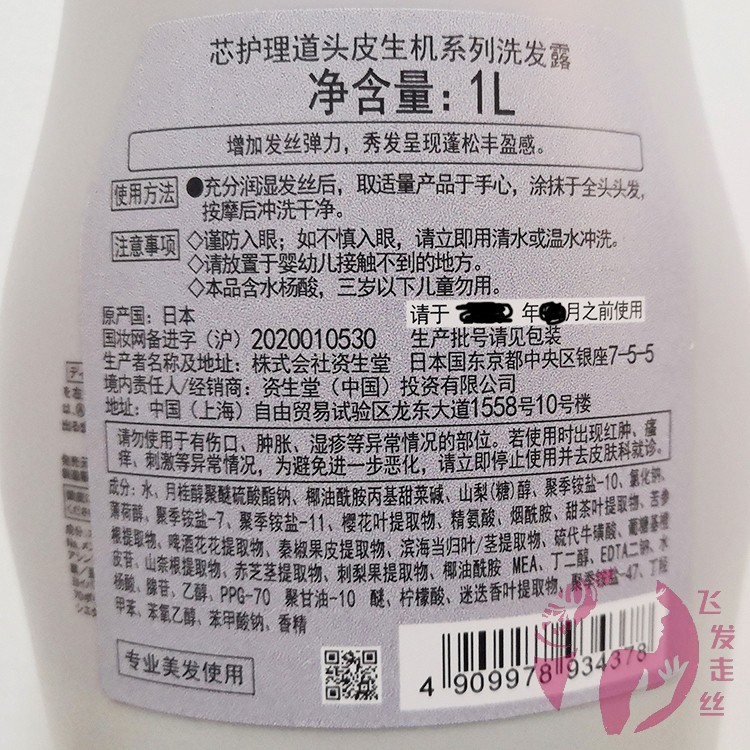 芯护理道头皮生机系列洗发露
净含量：1L
增加发丝弹力，秀发呈现蓬松丰盈感。
使用方法 ●充分润湿发丝后，取适量产品于手心，涂抹于全头头发，
按摩后冲洗干净。
注意事项 ◇谨防入眼；如不慎入眼，请立即用清水或温水冲洗。
◇请放置于婴幼儿接触不到的地方。
◇本品含水杨酸，三岁以下儿童勿用。
原产国：日本 请于 年 月之前使用
国妆网备进字（沪）2020010530 生产批号请见包装
生产者名称及地址：株式会社资生堂 日本国东京都中央区银座7-5-5
境内责任人/经销商：资生堂（中国）投资有限公司
地址：中国（上海）自由贸易试验区龙东大道1558号10号楼
请勿使用于有伤口、肿胀、湿疹等异常情况的部位。若使用时出现红肿、瘙
痒、刺激等异常情况，为避免进一步恶化，请立即停止使用并去皮肤科就诊。
成分：水、月桂醇聚醚硫酸酯钠、椰油酰胺丙基甜菜碱、山梨(糖)醇、聚季铵盐-10、氯化钠、
薄荷醇、聚季铵盐-7、聚季铵盐-11、樱花叶提取物、精氨酸、烟酰胺、甜茶叶提取物、苦参
根提取物、啤酒花花提取物、秦椒果皮提取物、滨海当归叶/茎提取物、硫代牛磺酸、葡糖基橙
皮苷、山柰根提取物、赤芝茎提取物、刺梨果提取物、椰油酰胺 MEA、丁二醇、EDTA二钠、水
杨酸、腺苷、乙醇、PPG-70 聚甘油-10 醚、柠檬酸、迷迭香叶提取物、聚季铵盐-47、丁羟
甲苯、苯氧乙醇、苯甲酸钠、香精
专业美发使用
4 909978 934378
飞发走丝